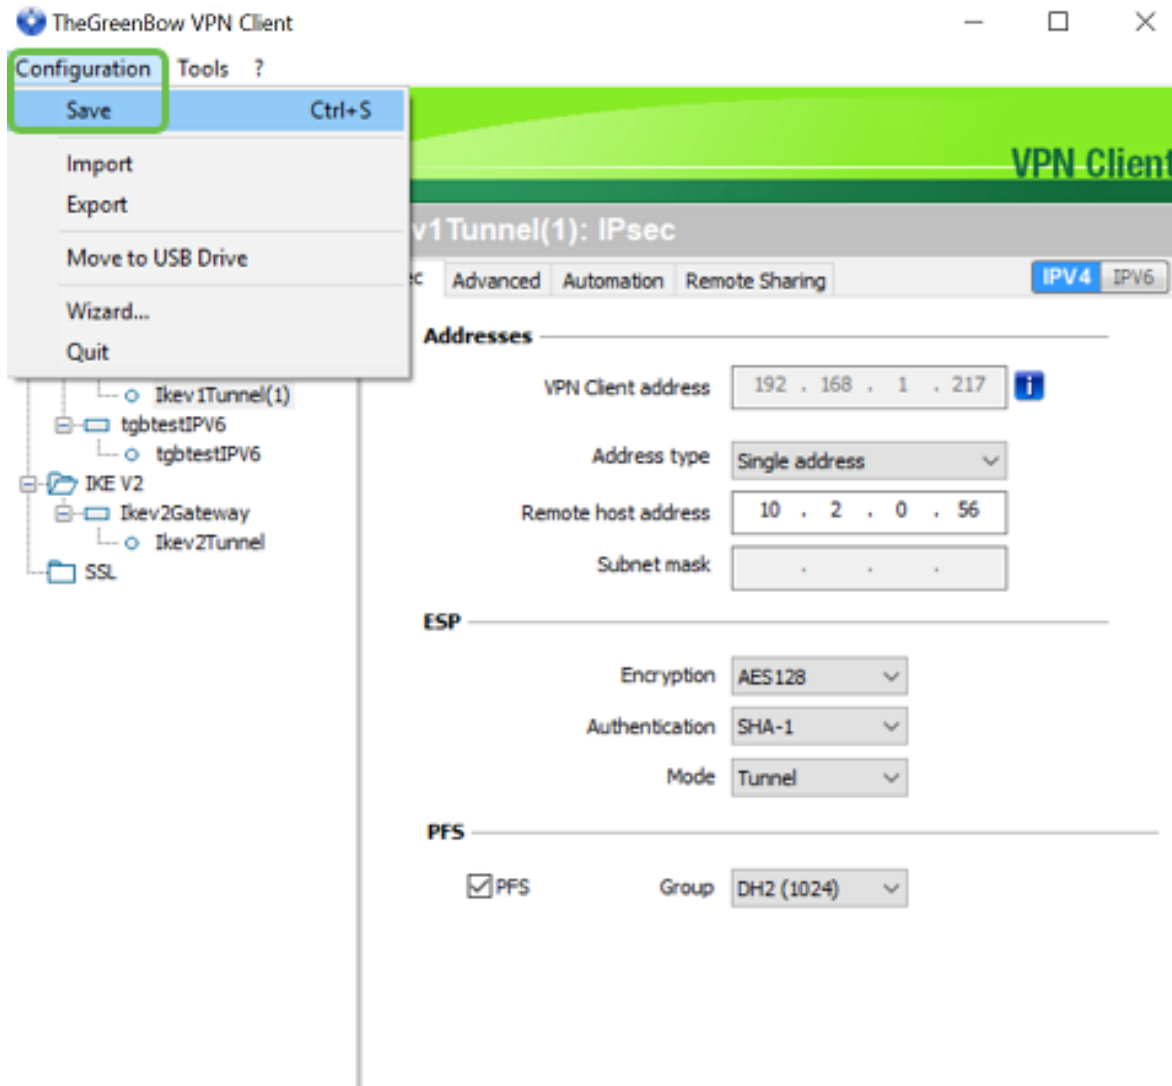 TheGreenBow VPN Client
Configuration Tools ?
Save Ctrl+S
Import
Export
Move to USB Drive
Wizard...
Quit
VPN Client
v1Tunnel(1): IPsec
Advanced Automation Remote Sharing IPV4 IPV6
Ikev1Tunnel(1)
tgbtestIPV6
tgbtestIPV6
IKE V2
Ikev2Gateway
Ikev2Tunnel
SSL
Addresses
VPN Client address 192 . 168 . 1 . 217
Address type Single address
Remote host address 10 . 2 . 0 . 56
Subnet mask . . .
ESP
Encryption AES128
Authentication SHA-1
Mode Tunnel
PFS
PFS Group DH2 (1024)